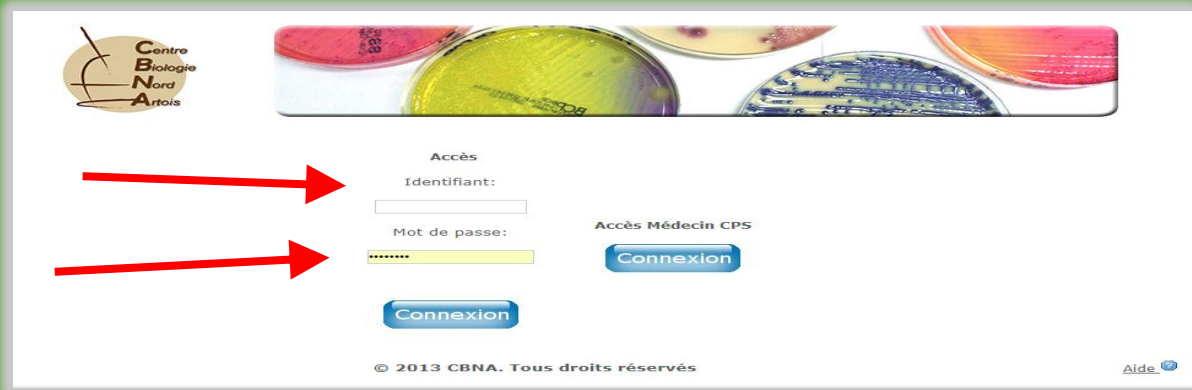 Centre
Biologie
Nord
Artois
Accès
Identifiant:
Mot de passe:
••••••••
Connexion
Accès Médecin CPS
Connexion
© 2013 CBNA. Tous droits réservés
Aide